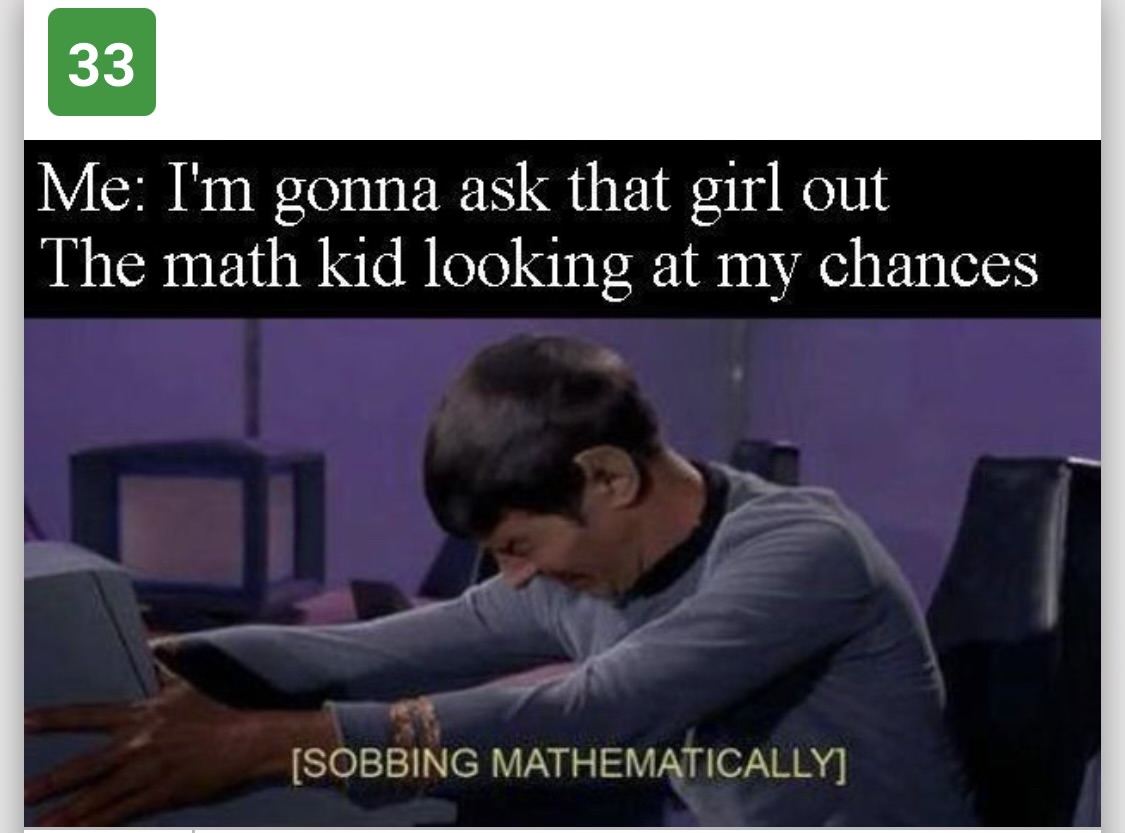 33
Me: I'm gonna ask that girl out
The math kid looking at my chances
[SOBBING MATHEMATICALLY]